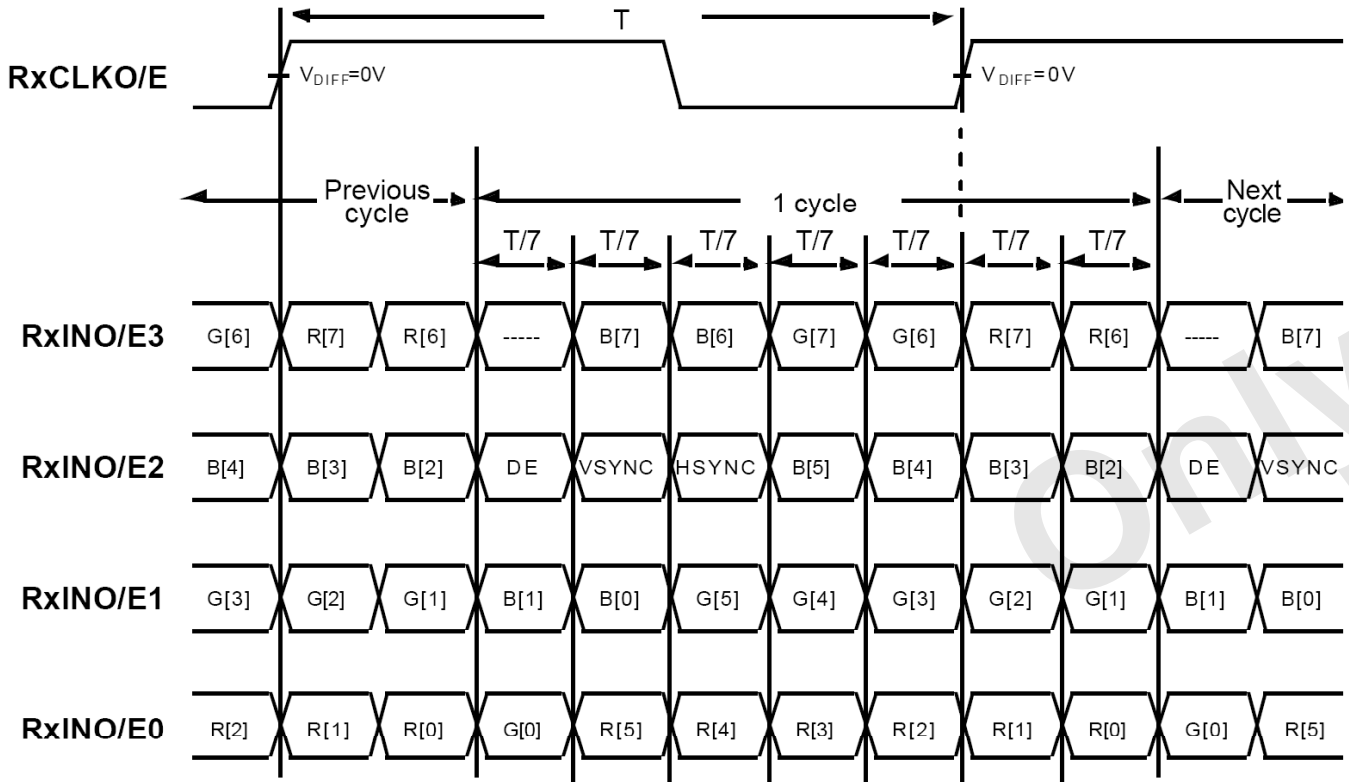 T
RxCLKO/E
VDIFF=0V VDIFF=0V
Previous cycle 1 cycle Next cycle
T/7 T/7 T/7 T/7 T/7 T/7 T/7
RxINO/E3 G[6] R[7] R[6] ----- B[7] B[6] G[7] G[6] R[7] R[6] ----- B[7]
RxINO/E2 B[4] B[3] B[2] DE VSYNC HSYNC B[5] B[4] B[3] B[2] DE VSYNC
RxINO/E1 G[3] G[2] G[1] B[1] B[0] G[5] G[4] G[3] G[2] G[1] B[1] B[0]
RxINO/E0 R[2] R[1] R[0] G[0] R[5] R[4] R[3] R[2] R[1] R[0] G[0] R[5]
Only